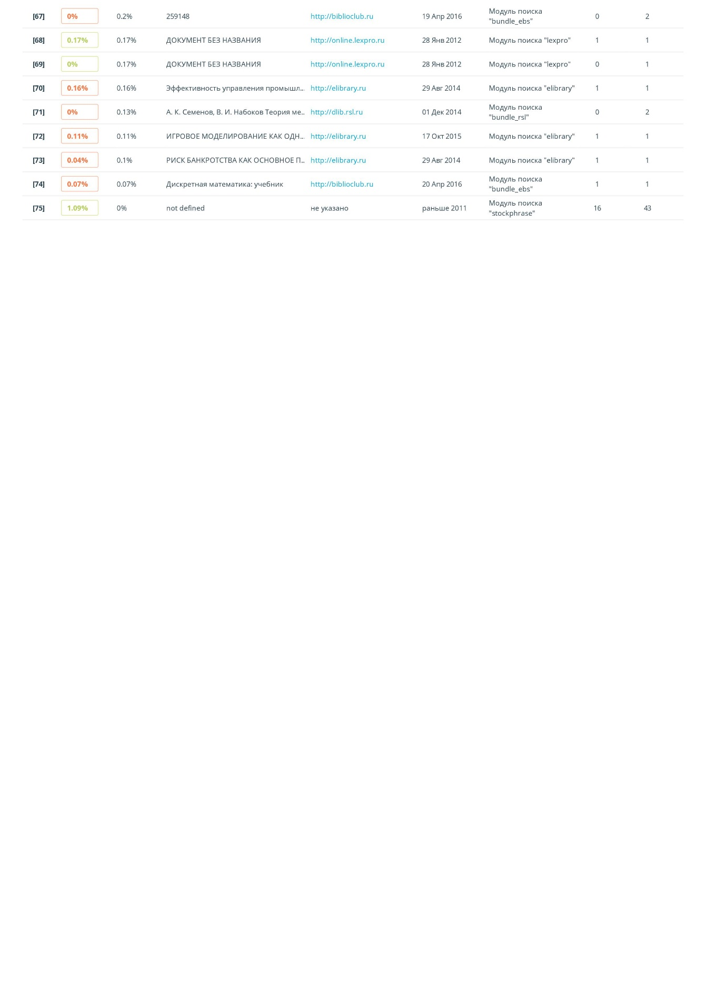 [67] 0% 0.2% 259148 http://biblioclub.ru 19 Апр 2016 Модуль поиска "bundle_ebs" 0 2
[68] 0.17% 0.17% ДОКУМЕНТ БЕЗ НАЗВАНИЯ http://online.lexpro.ru 28 Янв 2012 Модуль поиска "lexpro" 1 1
[69] 0% 0.17% ДОКУМЕНТ БЕЗ НАЗВАНИЯ http://online.lexpro.ru 28 Янв 2012 Модуль поиска "lexpro" 0 1
[70] 0.16% 0.16% Эффективность управления промышл... http://elibrary.ru 29 Авг 2014 Модуль поиска "elibrary" 1 1
[71] 0% 0.13% А. К. Семенов, В. И. Набоков Теория ме... http://dlib.rsl.ru 01 Дек 2014 Модуль поиска "bundle_rsl" 0 2
[72] 0.11% 0.11% ИГРОВОЕ МОДЕЛИРОВАНИЕ КАК ОДН... http://elibrary.ru 17 Окт 2015 Модуль поиска "elibrary" 1 1
[73] 0.04% 0.1% РИСК БАНКРОТСТВА КАК ОСНОВНОЕ П... http://elibrary.ru 29 Авг 2014 Модуль поиска "elibrary" 1 1
[74] 0.07% 0.07% Дискретная математика: учебник http://biblioclub.ru 20 Апр 2016 Модуль поиска "bundle_ebs" 1 1
[75] 1.09% 0% not defined не указано раньше 2011 Модуль поиска "stockphrase" 16 43